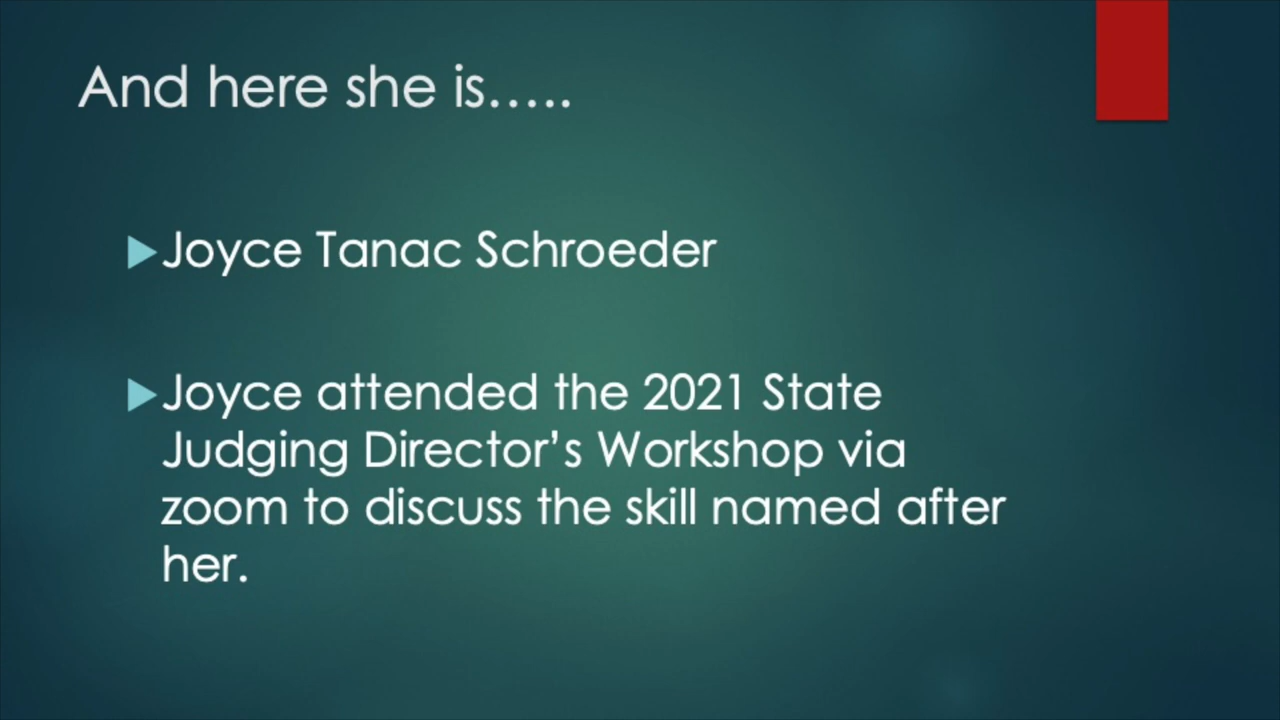 And here she is.....
Joyce Tanac Schroeder
Joyce attended the 2021 State
Judging Director's Workshop via
zoom to discuss the skill named after
her.